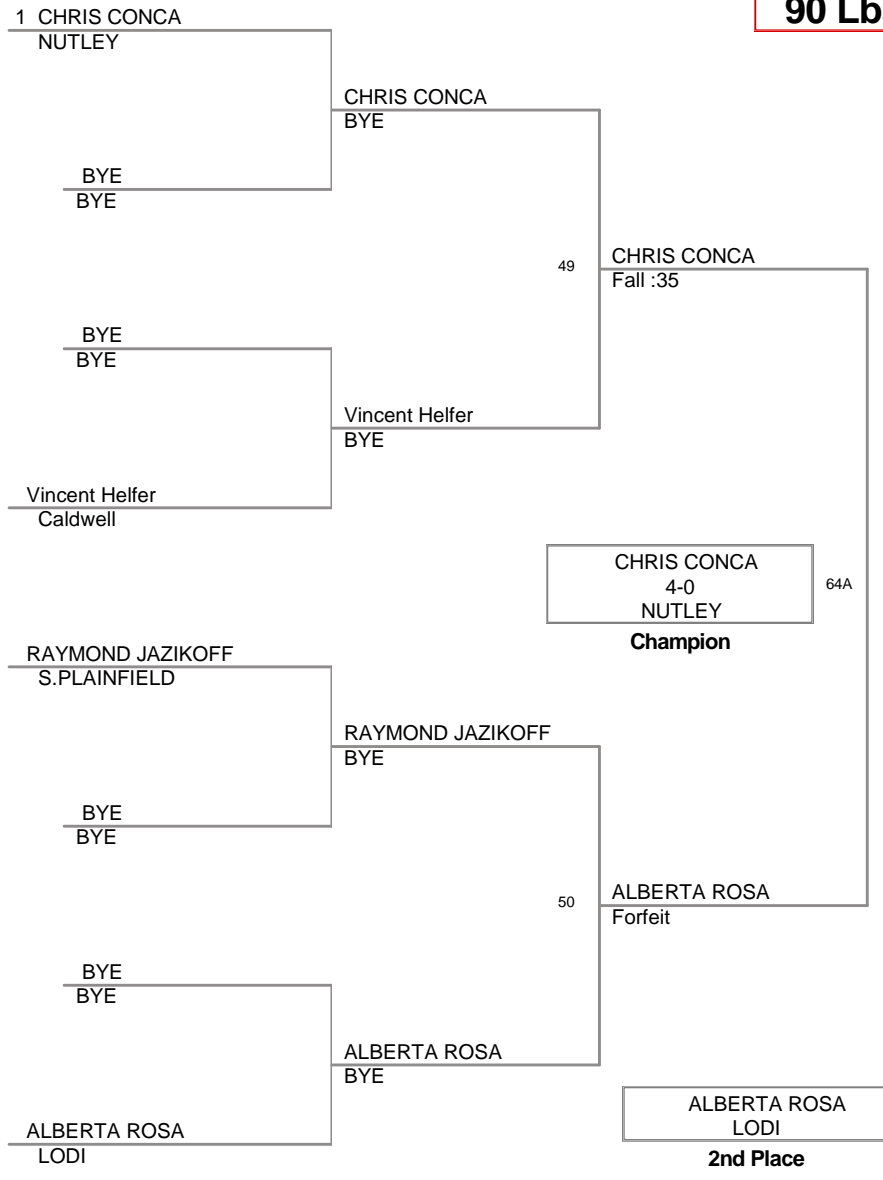 90 Lb
1 CHRIS CONCA
NUTLEY
CHRIS CONCA
BYE
BYE
BYE
49
CHRIS CONCA
Fall :35
BYE
BYE
Vincent Helfer
BYE
Vincent Helfer
Caldwell
CHRIS CONCA
4-0
NUTLEY
Champion
64A
RAYMOND JAZIKOFF
S.PLAINFIELD
RAYMOND JAZIKOFF
BYE
BYE
BYE
50
ALBERTA ROSA
Forfeit
BYE
BYE
ALBERTA ROSA
BYE
ALBERTA ROSA
LODI
2nd Place
ALBERTA ROSA
LODI